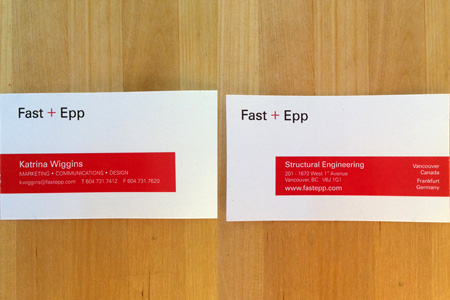 Fast + Epp
Katrina Wiggins
MARKETING • COMMUNICATIONS • DESIGN
kwiggins@fastepp.com T 604.731.7412 F 604.731.7620
Fast + Epp
Structural Engineering
201 - 1672 West 1st Avenue
Vancouver, BC V6J 1G1
www.fastepp.com
Vancouver
Canada
Frankfurt
Germany